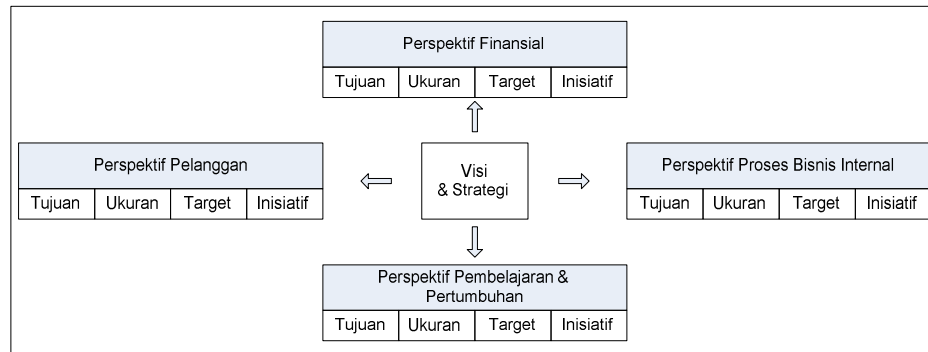 Perspektif Finansial
Tujuan Ukuran Target Inisiatif
Perspektif Pelanggan
Tujuan Ukuran Target Inisiatif
Visi
& Strategi
Perspektif Proses Bisnis Internal
Tujuan Ukuran Target Inisiatif
Perspektif Pembelajaran &
Pertumbuhan
Tujuan Ukuran Target Inisiatif